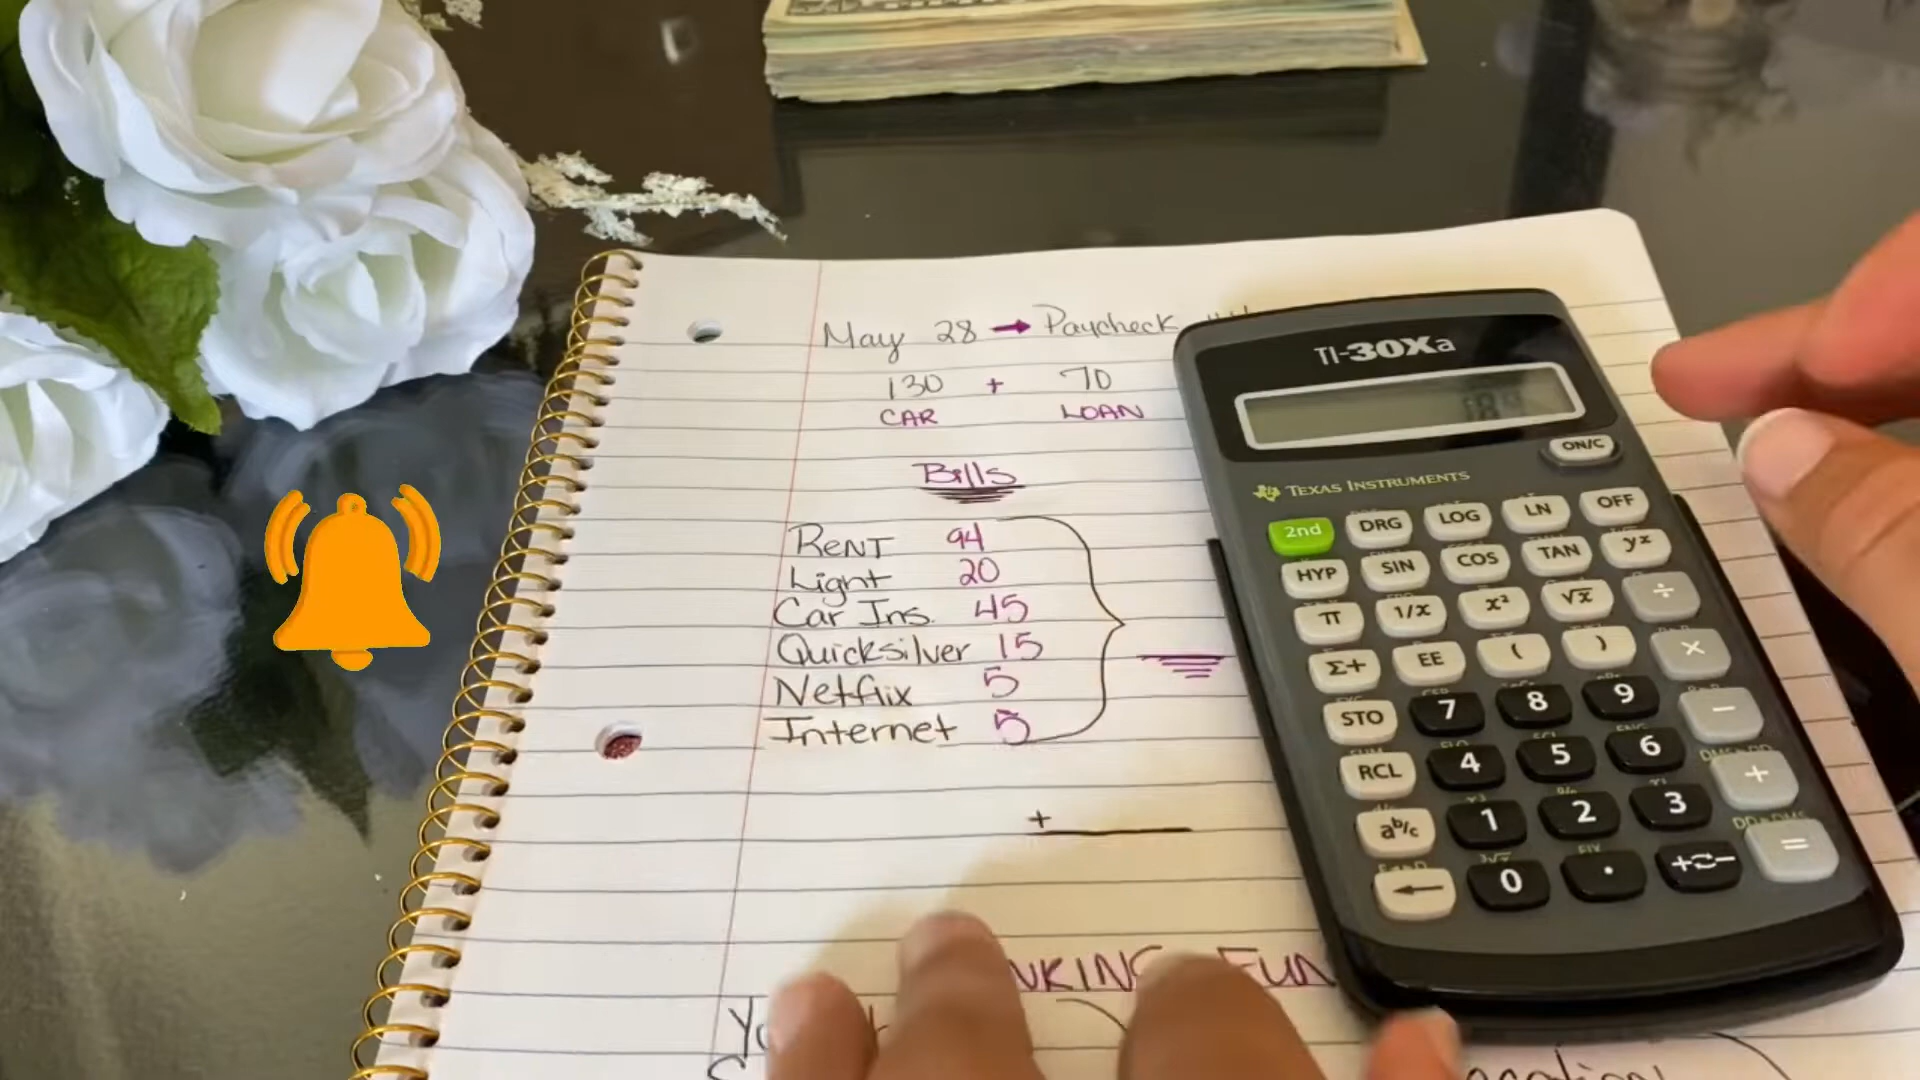 May 28 → Paycheck
130 + 70
CAR LOAN
Bills
RENT 94
Light 20
Car Ins. 45
Quicksilver 15
Netflix 5
Internet 5
+
TI-30Xa
ON/C
TEXAS INSTRUMENTS
2nd DRG LOG LN OFF
HYP SIN COS TAN yx
π 1/x x² √x ÷
Σ+ EE ( ) ×
STO 7 8 9 −
RCL 4 5 6 +
ab/c 1 2 3 =
← 0 . +⇄−